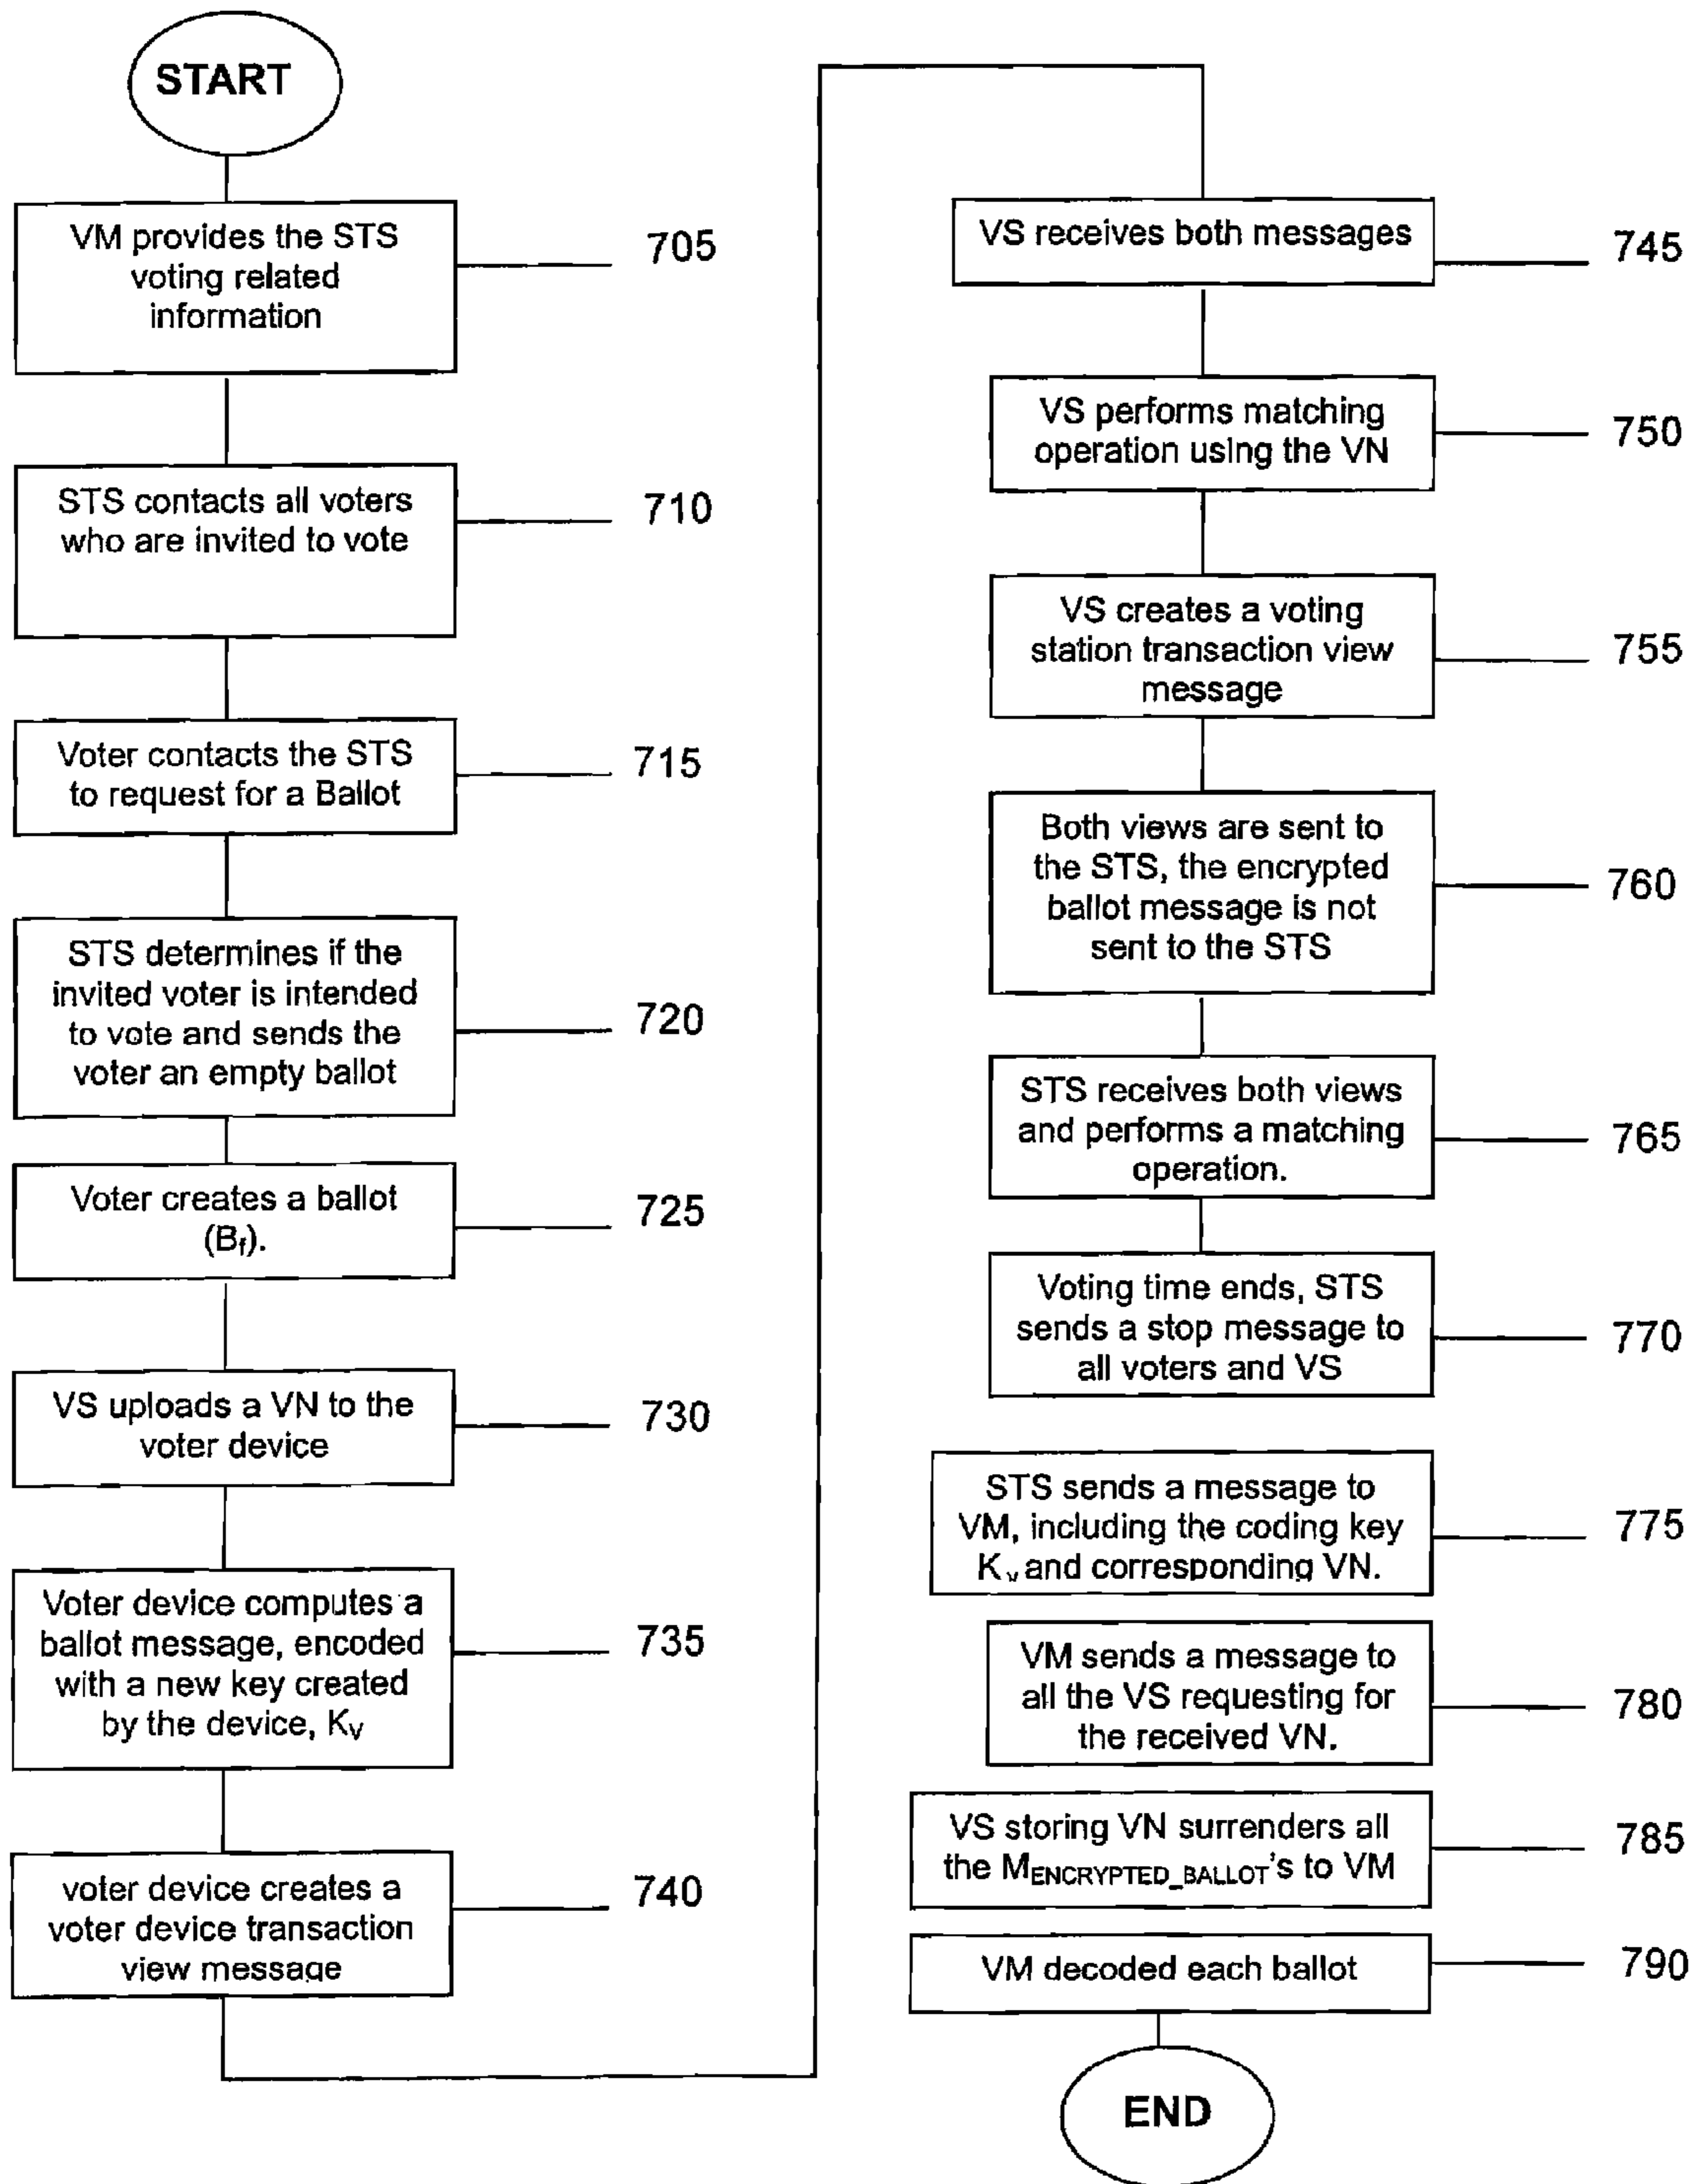 START
VM provides the STS
voting related
information
705
STS contacts all voters
who are invited to vote
710
Voter contacts the STS
to request for a Ballot
715
STS determines if the
invited voter is intended
to vote and sends the
voter an empty ballot
720
Voter creates a ballot
(Bf).
725
VS uploads a VN to the
voter device
730
Voter device computes a
ballot message, encoded
with a new key created
by the device, Kv
735
voter device creates a
voter device transaction
view message
740
VS receives both messages
745
VS performs matching
operation using the VN
750
VS creates a voting
station transaction view
message
755
Both views are sent to
the STS, the encrypted
ballot message is not
sent to the STS
760
STS receives both views
and performs a matching
operation.
765
Voting time ends, STS
sends a stop message to
all voters and VS
770
STS sends a message to
VM, including the coding key
Kv and corresponding VN.
775
VM sends a message to
all the VS requesting for
the received VN.
780
VS storing VN surrenders all
the MENCRYPTED_BALLOT's to VM
785
VM decoded each ballot
790
END